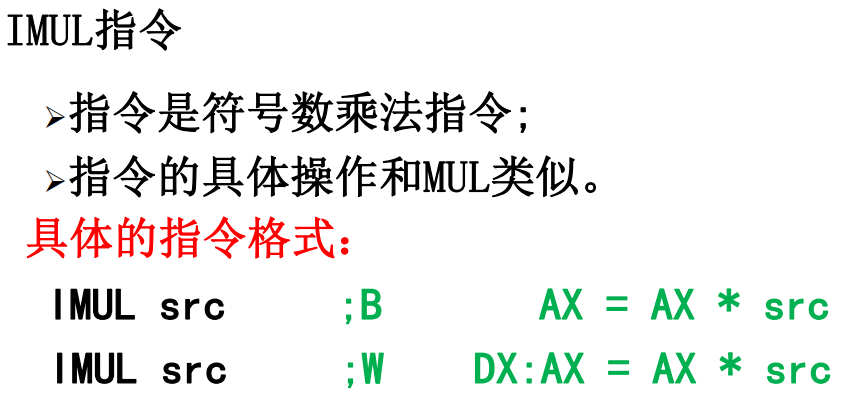 IMUL指令
➢指令是符号数乘法指令;
➢指令的具体操作和MUL类似。
具体的指令格式：
IMUL src ;B AX = AX * src
IMUL src ;W DX:AX = AX * src